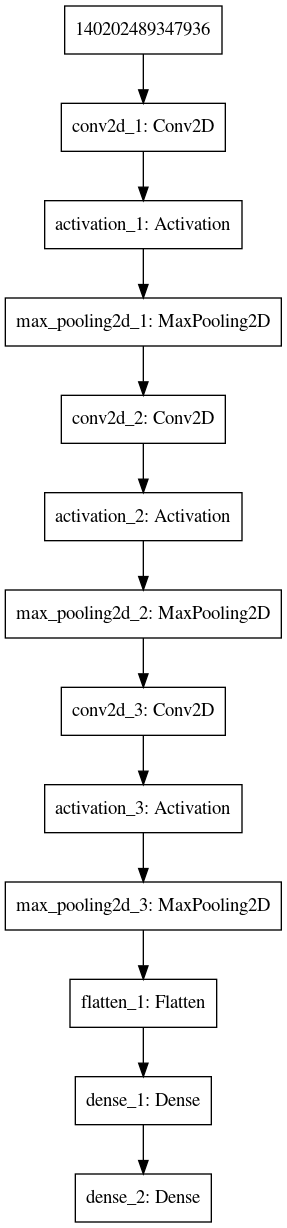 140202489347936
conv2d_1: Conv2D
activation_1: Activation
max_pooling2d_1: MaxPooling2D
conv2d_2: Conv2D
activation_2: Activation
max_pooling2d_2: MaxPooling2D
conv2d_3: Conv2D
activation_3: Activation
max_pooling2d_3: MaxPooling2D
flatten_1: Flatten
dense_1: Dense
dense_2: Dense